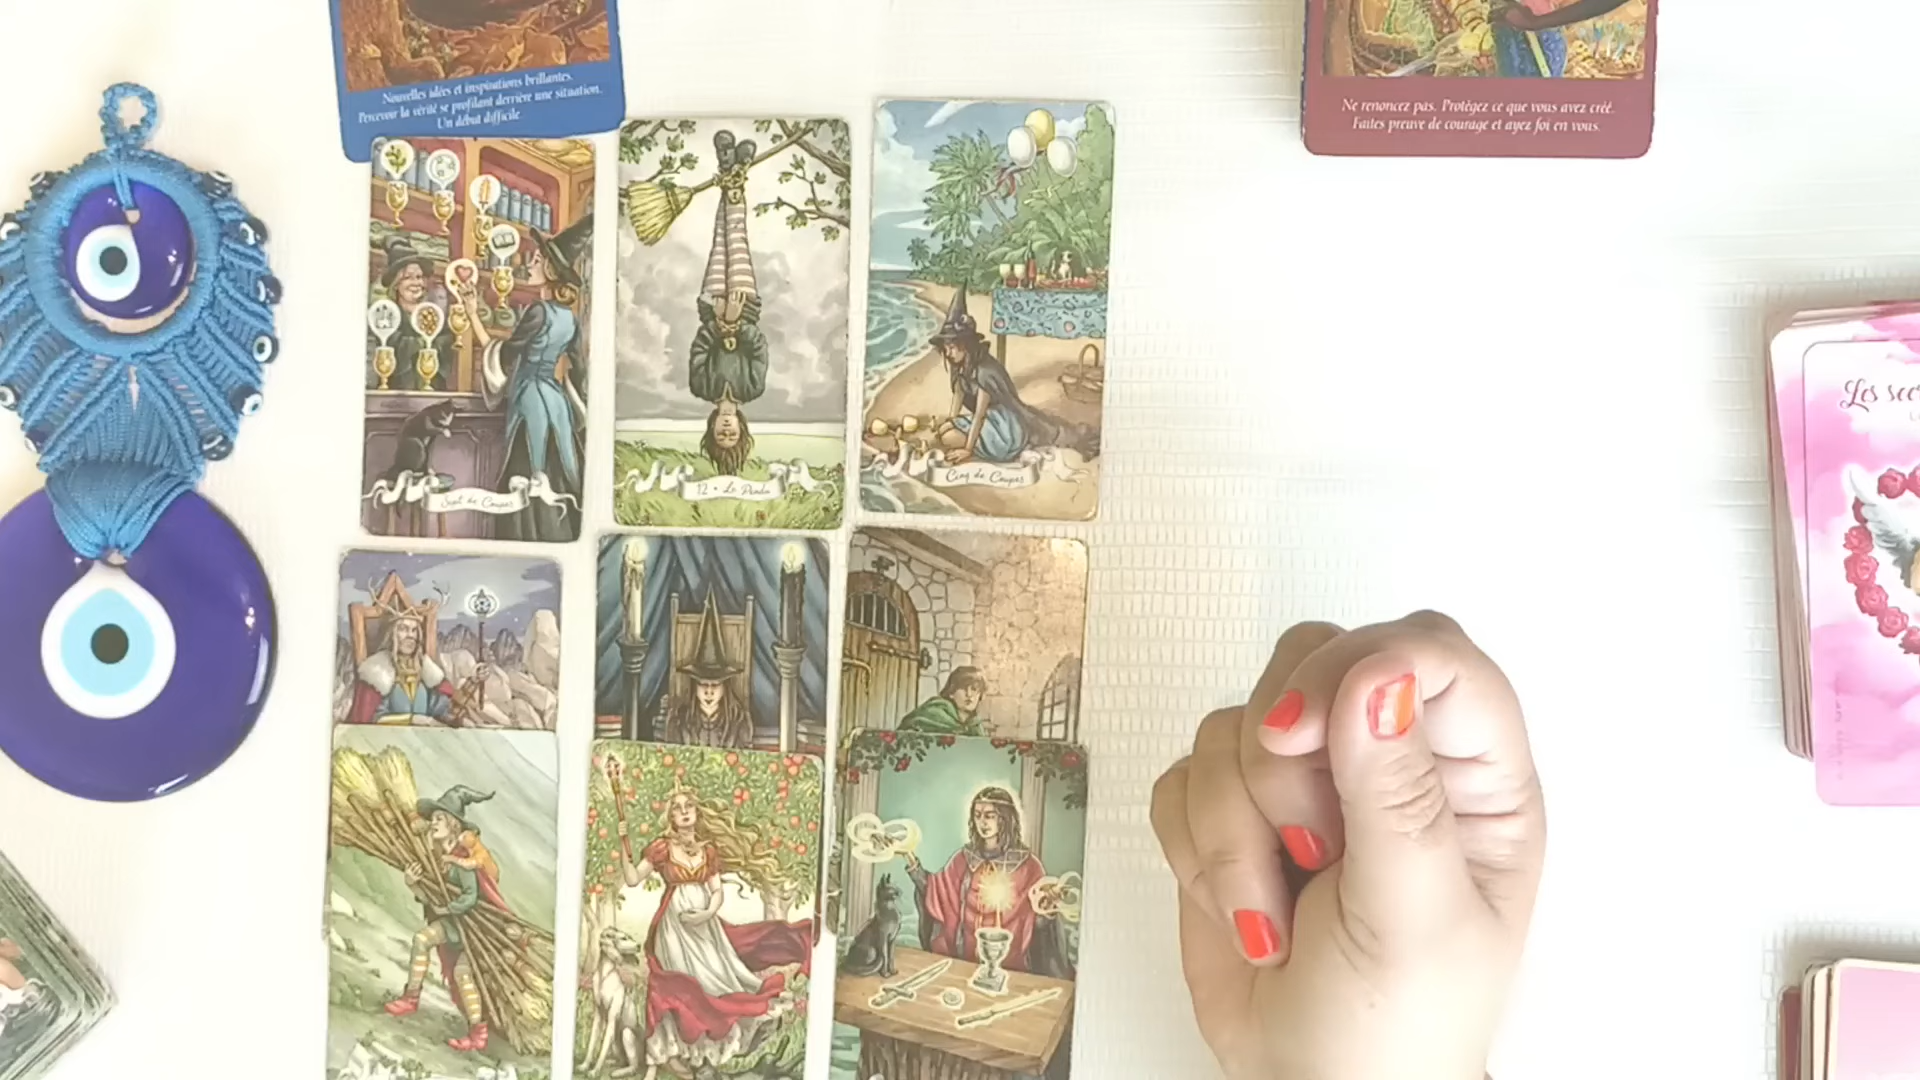 Nouvelles idées et inspirations brillantes.
Percevoir la vérité se profilant derrière une situation.
Un début difficile.
Ne renoncez pas. Protégez ce que vous avez créé.
Faites preuve de courage et ayez foi en vous.
Sept de Coupes
12 • Le Pendu
Cinq de Coupes
Les